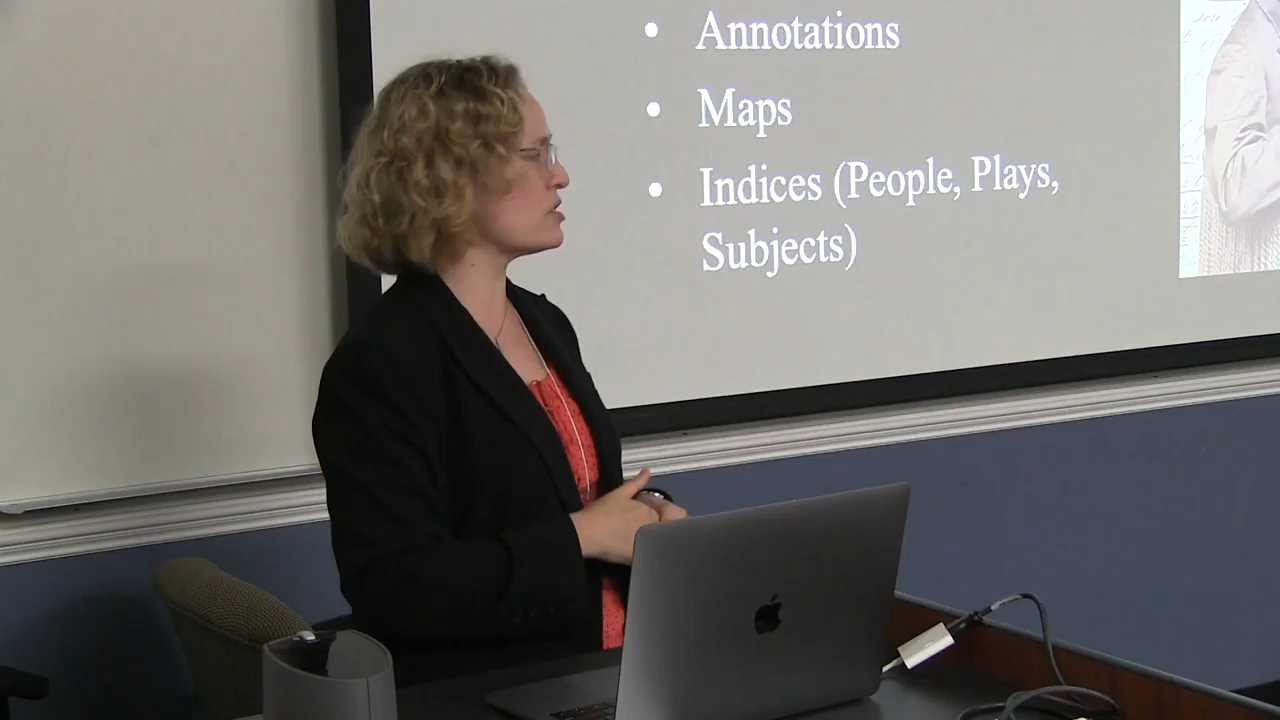 • Annotations
• Maps
• Indices (People, Plays,
Subjects)